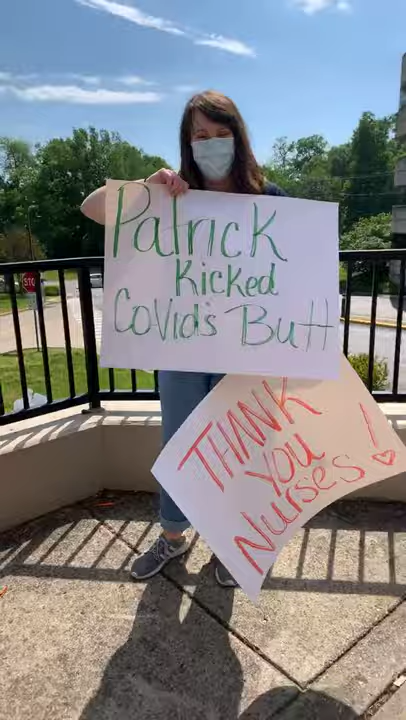 Patrick
Kicked
Covid's Butt
THANK
YOU
Nurses!
STOP